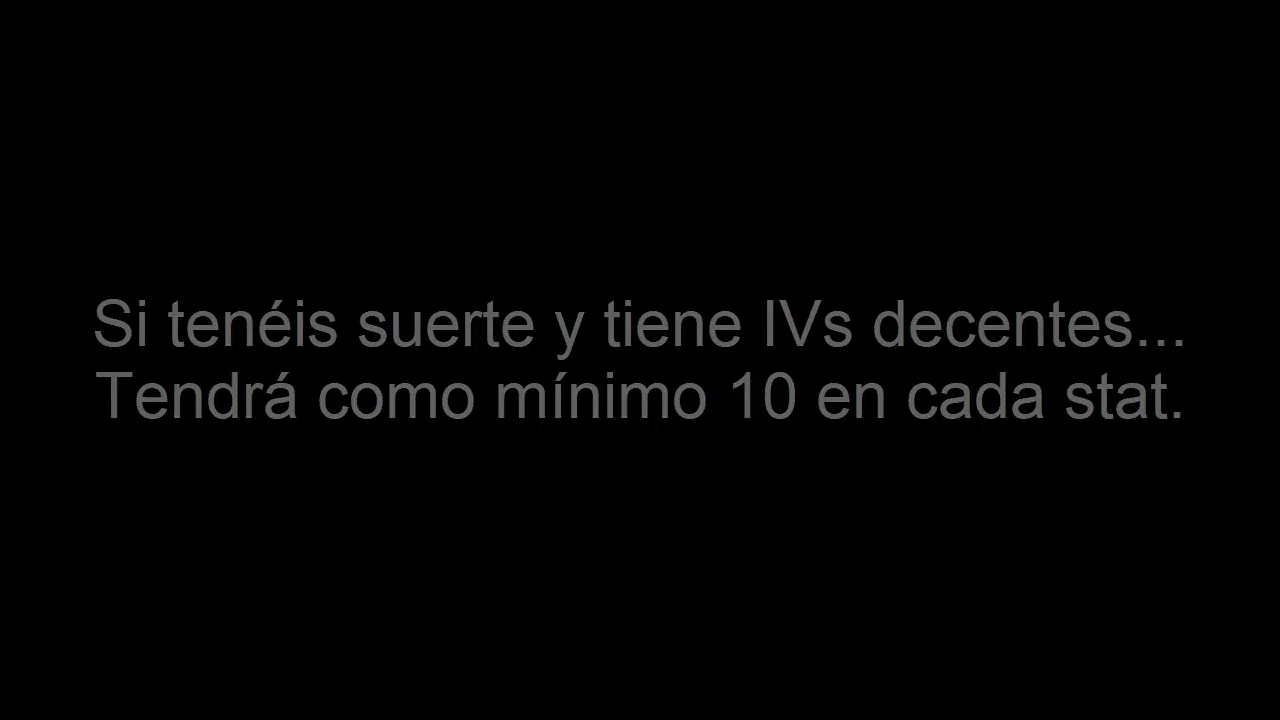 Si tenéis suerte y tiene IVs decentes...
Tendrá como mínimo 10 en cada stat.